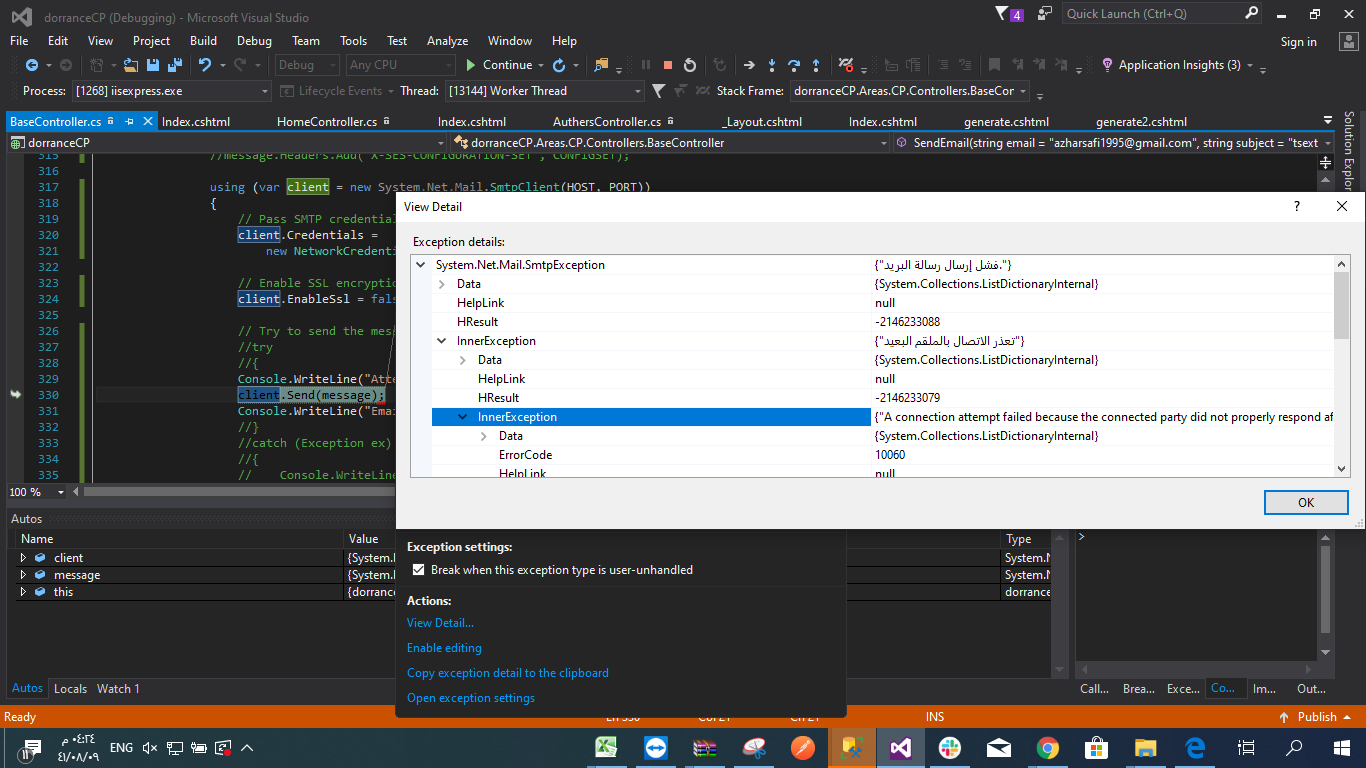 dorranceCP (Debugging) - Microsoft Visual Studio
4
Quick Launch (Ctrl+Q)
File Edit View Project Build Debug Team Tools Test Analyze Window Help
Sign in
Debug Any CPU Continue Application Insights (3)
Process: [1268] iisexpress.exe Lifecycle Events Thread: [13144] Worker Thread Stack Frame: dorranceCP.Areas.CP.Controllers.BaseCon
BaseController.cs Index.cshtml HomeController.cs Index.cshtml AuthersController.cs _Layout.cshtml Index.cshtml generate.cshtml generate2.cshtml
Solution Explor
dorranceCP dorranceCP.Areas.CP.Controllers.BaseController SendEmail(string email = "azharsafi1995@gmail.com", string subject = "tsext
315 //message.Headers.Add("X-SES-CONFIGURATION-SET", CONFIGSET);
316
317 using (var client = new System.Net.Mail.SmtpClient(HOST, PORT))
318 {
319 // Pass SMTP credential
320 client.Credentials =
321 new NetworkCredenti
322
323 // Enable SSL encryptio
324 client.EnableSsl = fals
325
326 // Try to send the mess
327 //try
328 //{
329 Console.WriteLine("Atte
330 client.Send(message);
331 Console.WriteLine("Emai
332 //}
333 //catch (Exception ex)
334 //{
335 // Console.WriteLine
100 %
View Detail
?
Exception details:
System.Net.Mail.SmtpException {"فشل إرسال رسالة البريد."}
Data {System.Collections.ListDictionaryInternal}
HelpLink null
HResult -2146233088
InnerException {"تعذر الاتصال بالملقم البعيد"}
Data {System.Collections.ListDictionaryInternal}
HelpLink null
HResult -2146233079
InnerException {"A connection attempt failed because the connected party did not properly respond af
Data {System.Collections.ListDictionaryInternal}
ErrorCode 10060
HelpLink null
OK
Autos
Name Value Type
client {System.N System.N
message {System.N System.N
this {dorrance dorrance
>
Exception settings:
Break when this exception type is user-unhandled
Actions:
View Detail...
Enable editing
Copy exception detail to the clipboard
Open exception settings
Autos Locals Watch 1
Call... Brea... Exce... Co... Im... Out...
Ready Ln 330 Col 21 Ch 21 INS Publish
١١
٠٤:٢٤ م
٤١/٠٨/٠٩
ENG